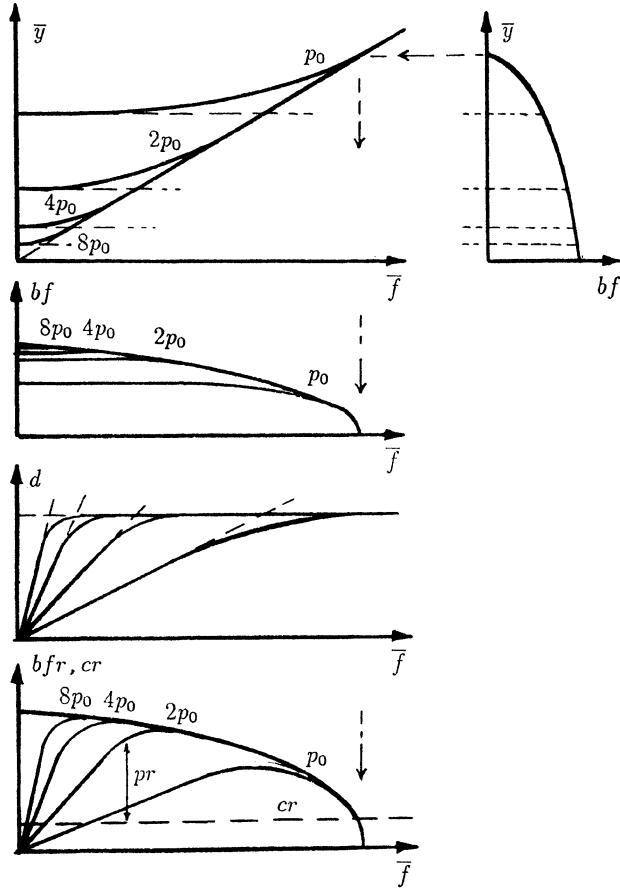 y̅
p₀
2p₀
4p₀
8p₀
f̅
y̅
bf
bf
8p₀ 4p₀
2p₀
p₀
f̅
d
f̅
bfr, cr
8p₀ 4p₀ 2p₀
p₀
pr
cr
f̅